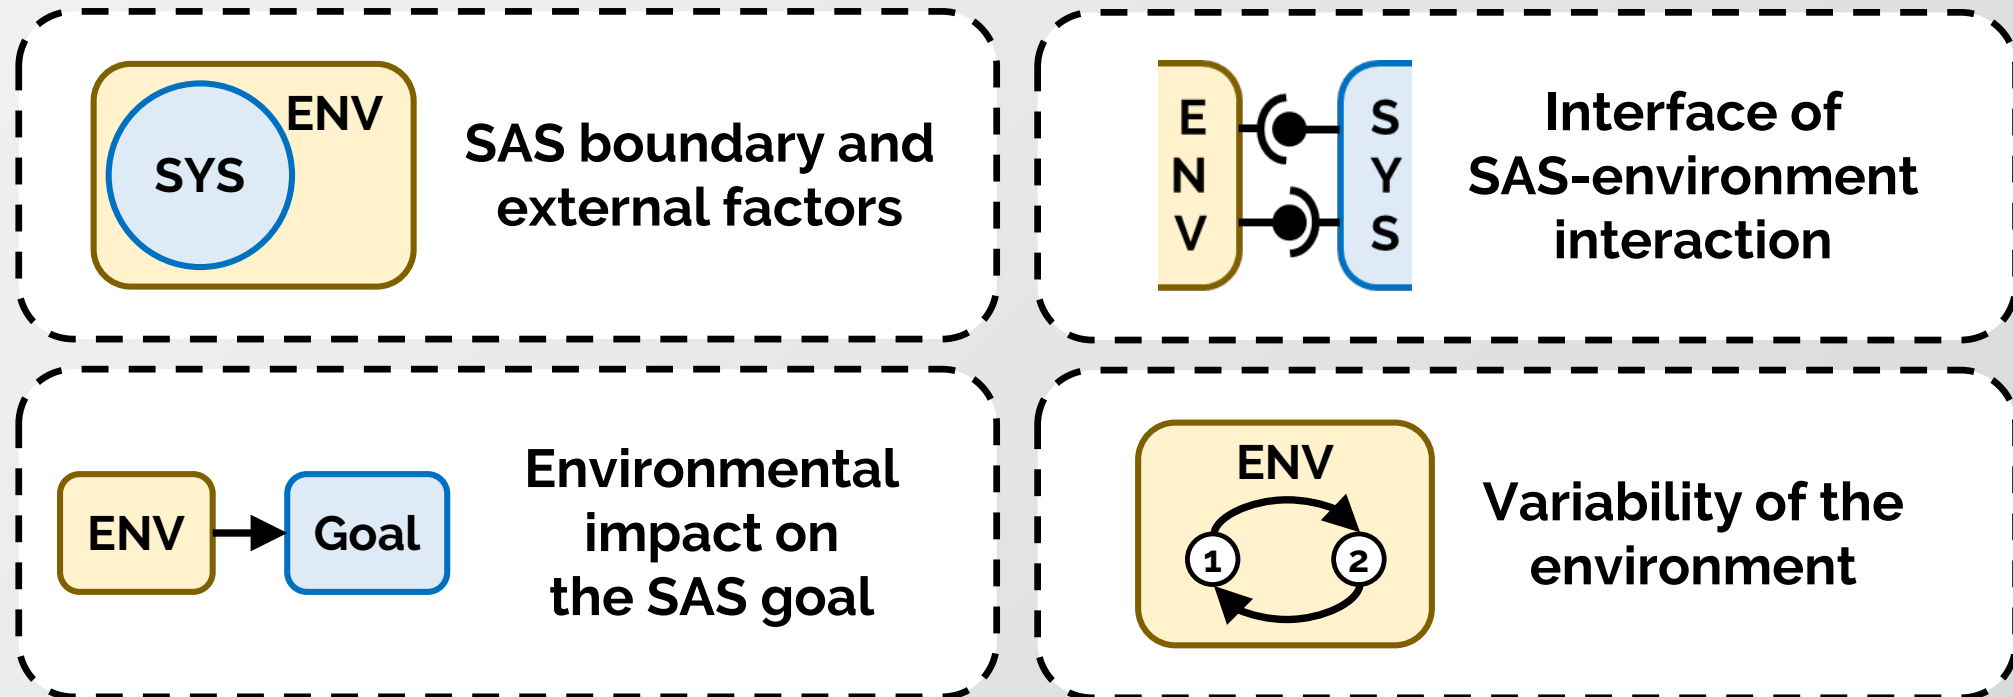 ENV
SYS
SAS boundary and
external factors
E
N
V
S
Y
S
Interface of
SAS-environment
interaction
ENV
Goal
Environmental
impact on
the SAS goal
ENV
1
2
Variability of the
environment